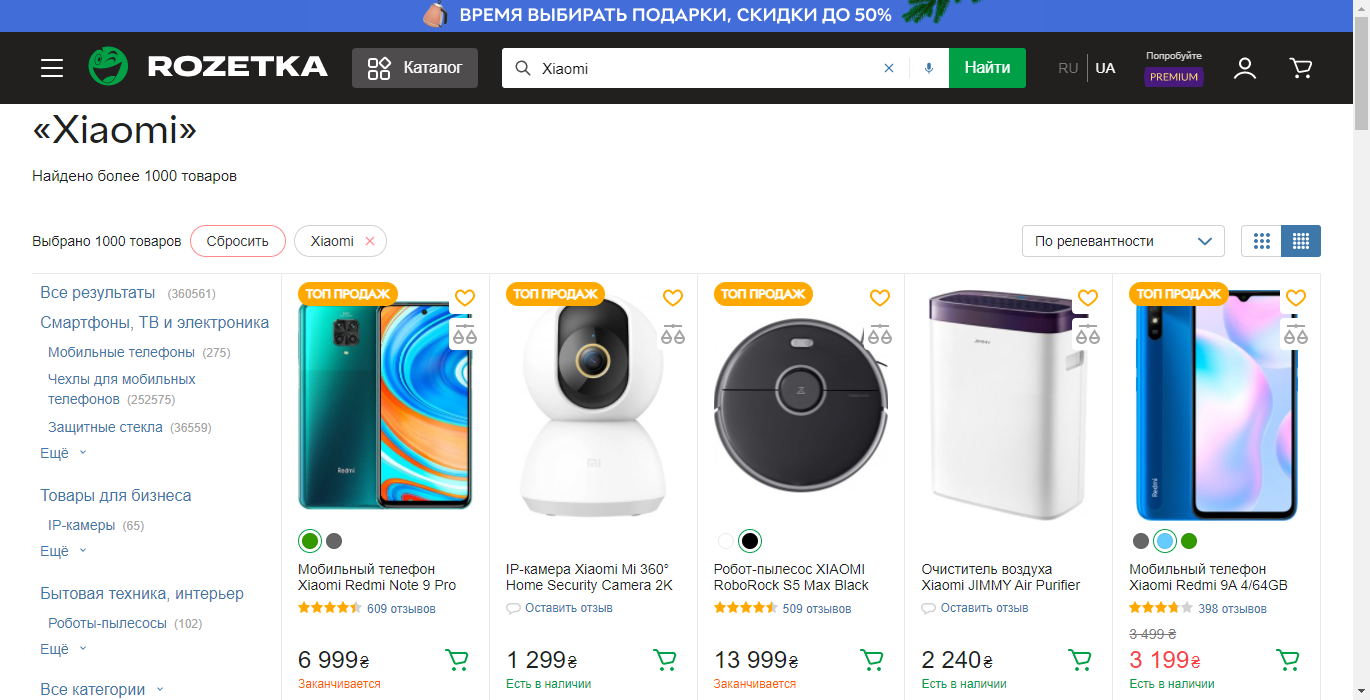 ВРЕМЯ ВЫБИРАТЬ ПОДАРКИ, СКИДКИ ДО 50%
ROZETKA
Каталог
Xiaomi
Найти
RU
UA
Попробуйте
PREMIUM
«Xiaomi»
Найдено более 1000 товаров
Выбрано 1000 товаров
Сбросить
Xiaomi
По релевантности
Все результаты (360561)
Смартфоны, ТВ и электроника
Мобильные телефоны (275)
Чехлы для мобильных
телефонов (252575)
Защитные стекла (36559)
Ещё
Товары для бизнеса
IP-камеры (65)
Ещё
Бытовая техника, интерьер
Роботы-пылесосы (102)
Ещё
Все категории
ТОП ПРОДАЖ
Redmi
Мобильный телефон
Xiaomi Redmi Note 9 Pro
609 отзывов
6 999₴
Заканчивается
ТОП ПРОДАЖ
mi
IP-камера Xiaomi Mi 360°
Home Security Camera 2K
Оставить отзыв
1 299₴
Есть в наличии
ТОП ПРОДАЖ
Робот-пылесос XIAOMI
RoboRock S5 Max Black
509 отзывов
13 999₴
Заканчивается
JIMMY
Очиститель воздуха
Xiaomi JIMMY Air Purifier
Оставить отзыв
2 240₴
Есть в наличии
ТОП ПРОДАЖ
Redmi
Мобильный телефон
Xiaomi Redmi 9A 4/64GB
398 отзывов
3 499 ₴
3 199₴
Есть в наличии